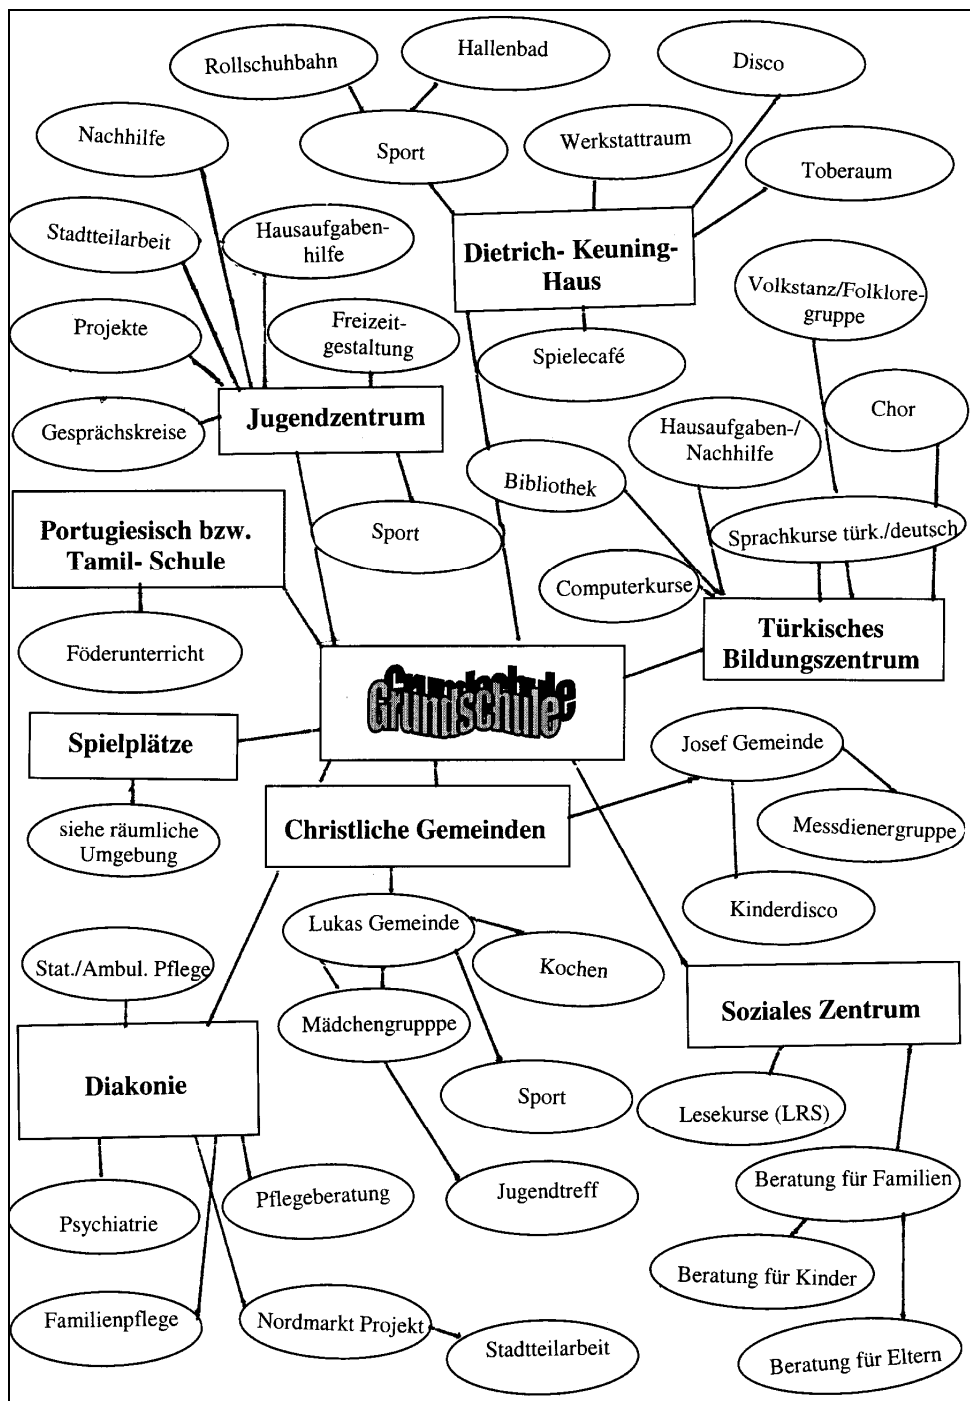 Rollschuhbahn
Hallenbad
Disco
Nachhilfe
Sport
Werkstattraum
Toberaum
Stadtteilarbeit
Hausaufgaben-
hilfe
Dietrich- Keuning-
Haus
Volkstanz/Folklore-
gruppe
Projekte
Freizeit-
gestaltung
Spielecafé
Jugendzentrum
Chor
Gesprächskreise
Hausaufgaben-/
Nachhilfe
Bibliothek
Portugiesisch bzw.
Tamil- Schule
Sport
Sprachkurse türk./deutsch
Computerkurse
Föderunterricht
Türkisches
Bildungszentrum
Grundschule
Spielplätze
Josef Gemeinde
siehe räumliche
Umgebung
Christliche Gemeinden
Messdienergruppe
Kinderdisco
Lukas Gemeinde
Stat./Ambul. Pflege
Kochen
Mädchengrupppe
Soziales Zentrum
Diakonie
Sport
Lesekurse (LRS)
Pflegeberatung
Jugendtreff
Beratung für Familien
Psychiatrie
Beratung für Kinder
Familienpflege
Nordmarkt Projekt
Stadtteilarbeit
Beratung für Eltern